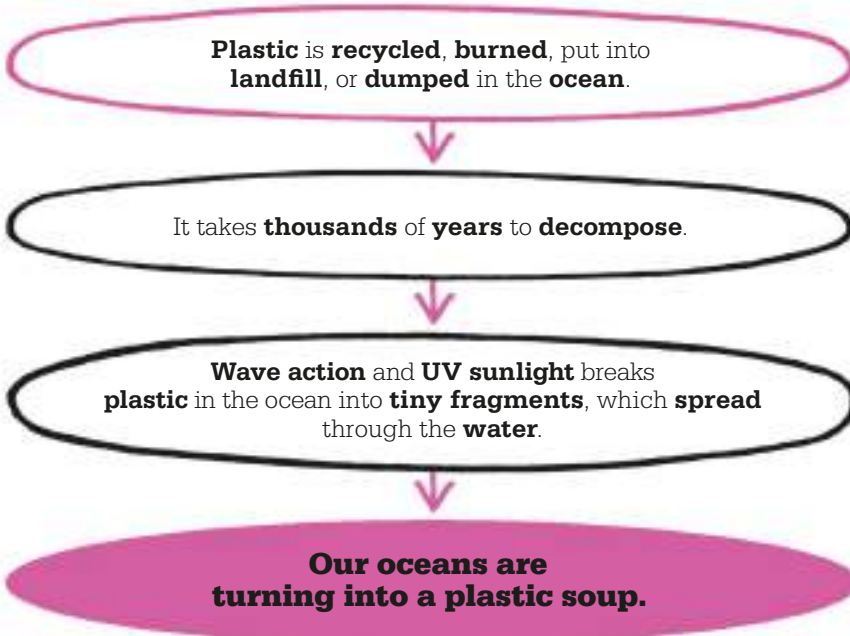 Plastic is recycled, burned, put into
landfill, or dumped in the ocean.
It takes thousands of years to decompose.
Wave action and UV sunlight breaks
plastic in the ocean into tiny fragments, which spread
through the water.
Our oceans are
turning into a plastic soup.